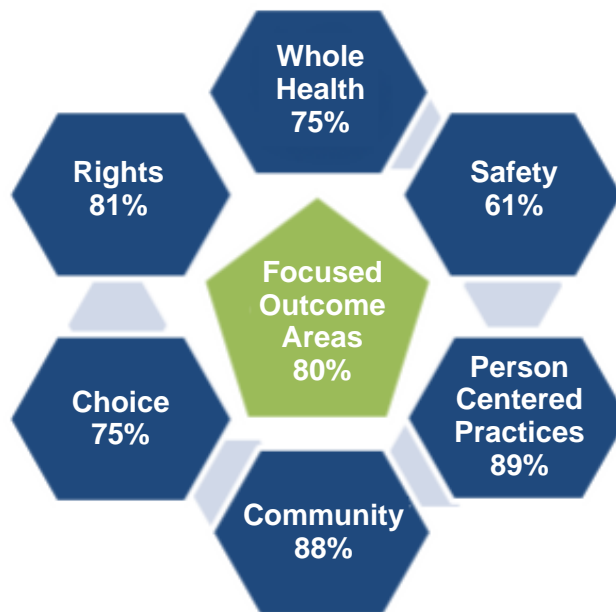 Whole
Health
75%
Safety
61%
Person
Centered
Practices
89%
Community
88%
Choice
75%
Rights
81%
Focused
Outcome
Areas
80%